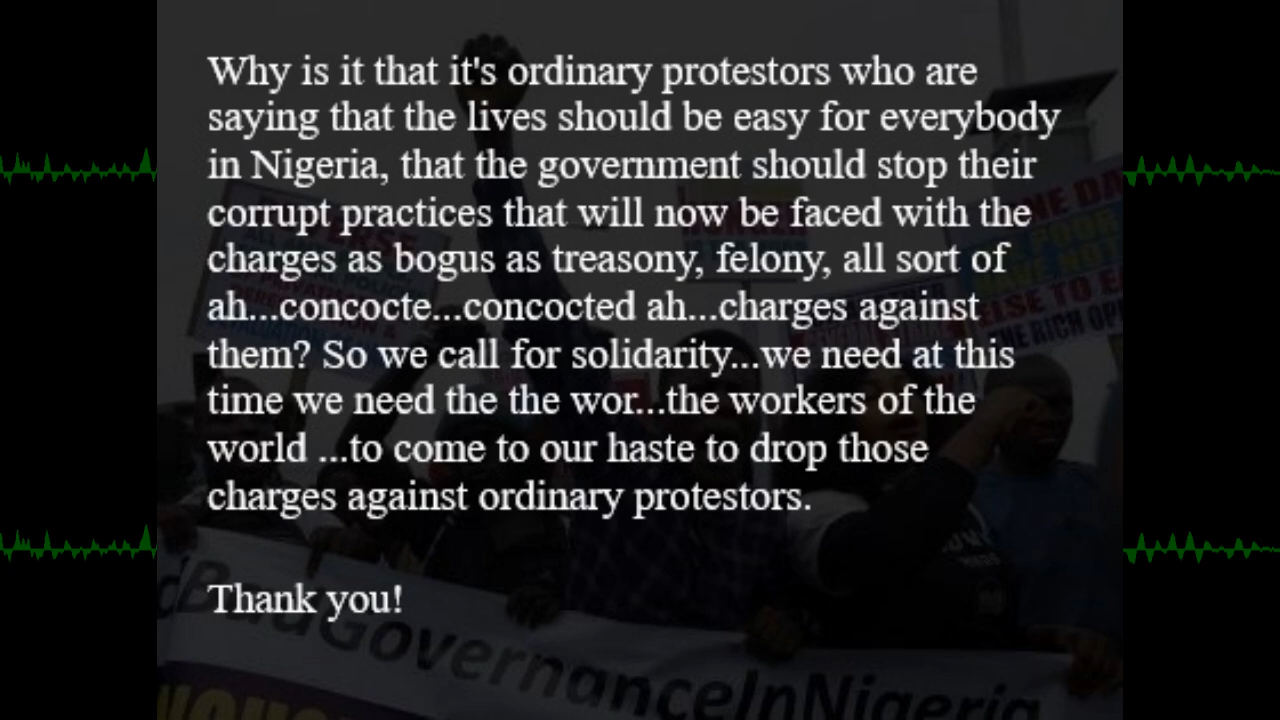 Why is it that it's ordinary protestors who are
saying that the lives should be easy for everybody
in Nigeria, that the government should stop their
corrupt practices that will now be faced with the
charges as bogus as treasony, felony, all sort of
ah...concocte...concocted ah...charges against
them? So we call for solidarity...we need at this
time we need the the wor...the workers of the
world ...to come to our haste to drop those
charges against ordinary protestors.
Thank you!
BadGovernanceInNigeria